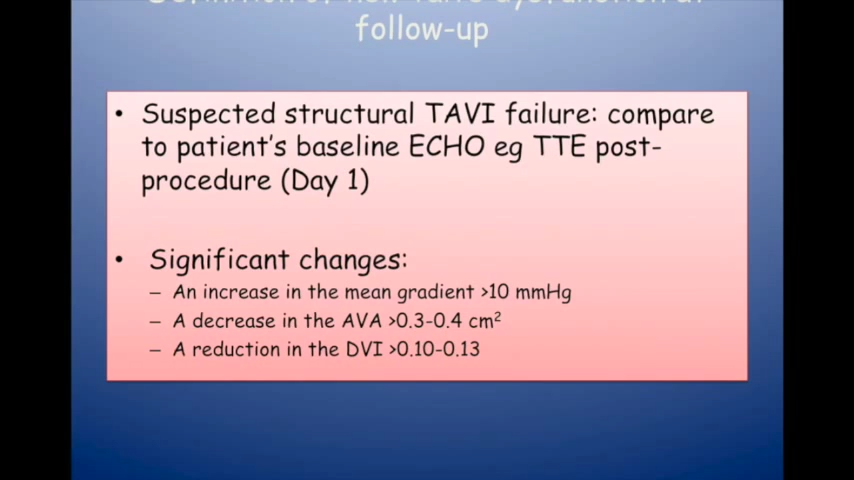 follow-up
• Suspected structural TAVI failure: compare
to patient's baseline ECHO eg TTE post-
procedure (Day 1)
• Significant changes:
– An increase in the mean gradient >10 mmHg
– A decrease in the AVA >0.3-0.4 cm²
– A reduction in the DVI >0.10-0.13